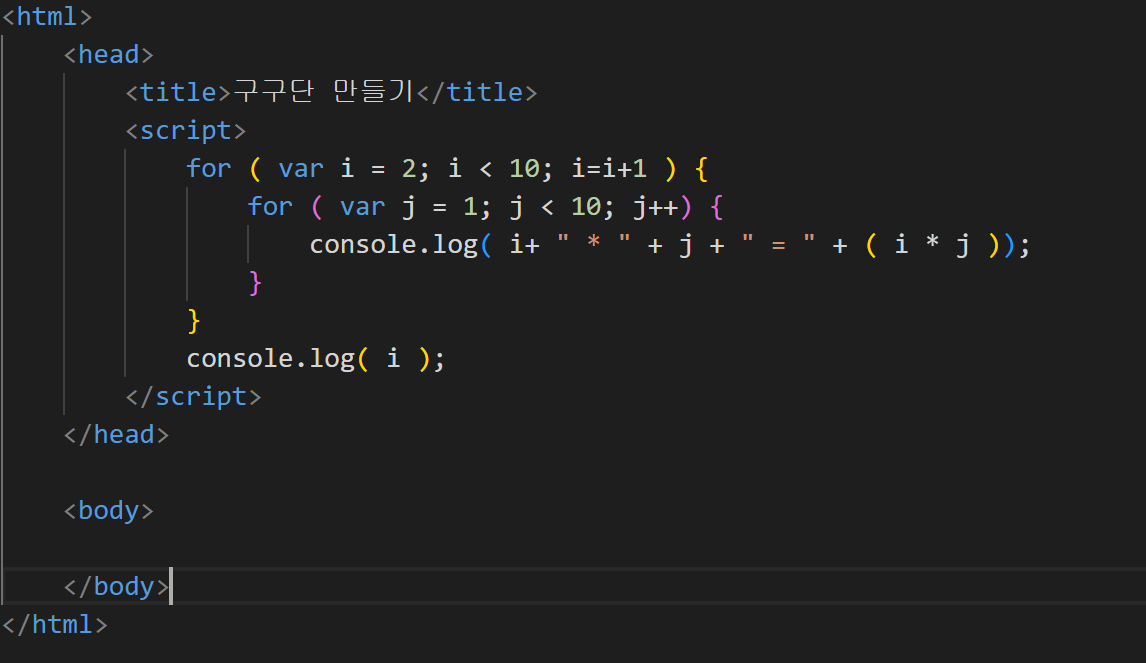 <html>
<head>
<title>구구단 만들기</title>
<script>
for ( var i = 2; i < 10; i=i+1 ) {
for ( var j = 1; j < 10; j++) {
console.log( i+ " * " + j + " = " + ( i * j ));
}
}
console.log( i );
</script>
</head>
<body>
</body>
</html>